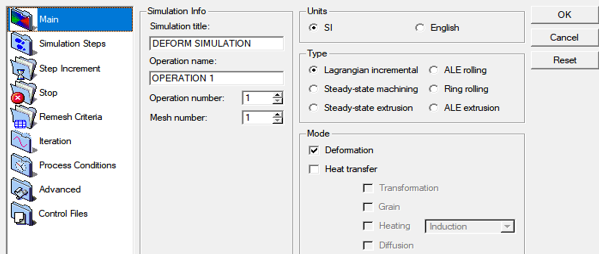 Main
Simulation Steps
Step Increment
Stop
Remesh Criteria
Iteration
Process Conditions
Advanced
Control Files
Simulation Info
Simulation title:
DEFORM SIMULATION
Operation name:
OPERATION 1
Operation number: 1
Mesh number: 1
Units
SI English
Type
Lagrangian incremental ALE rolling
Steady-state machining Ring rolling
Steady-state extrusion ALE extrusion
Mode
Deformation
Heat transfer
Transformation
Grain
Heating Induction
Diffusion
OK
Cancel
Reset